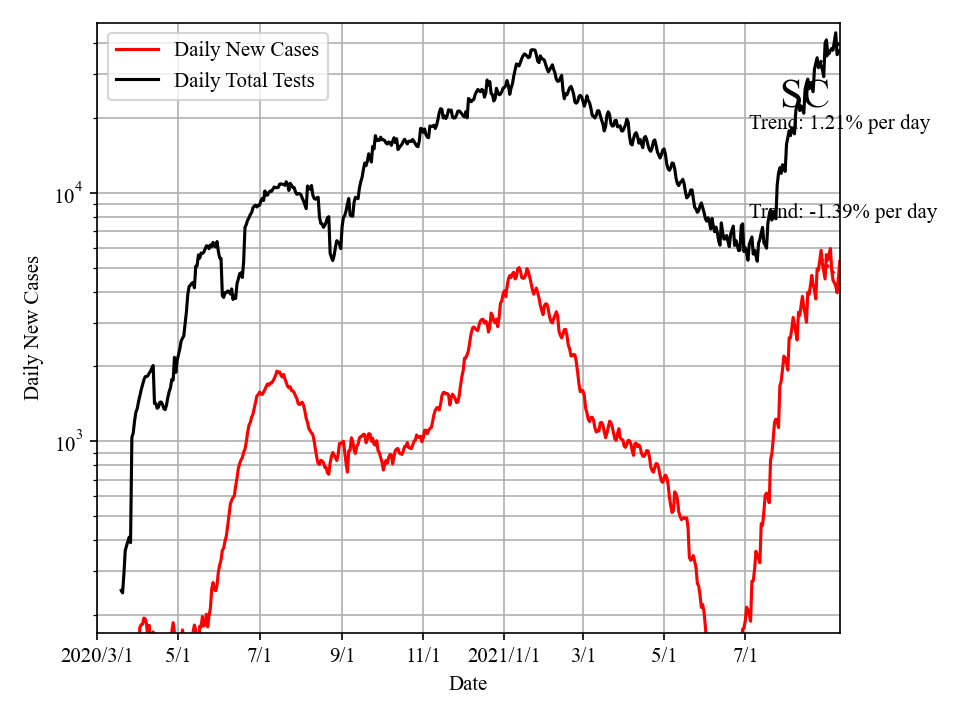 Daily New Cases
Daily Total Tests
SC
Trend: 1.21% per day
Trend: -1.39% per day
10^4
10^3
Daily New Cases
2020/3/1 5/1 7/1 9/1 11/1 2021/1/1 3/1 5/1 7/1
Date